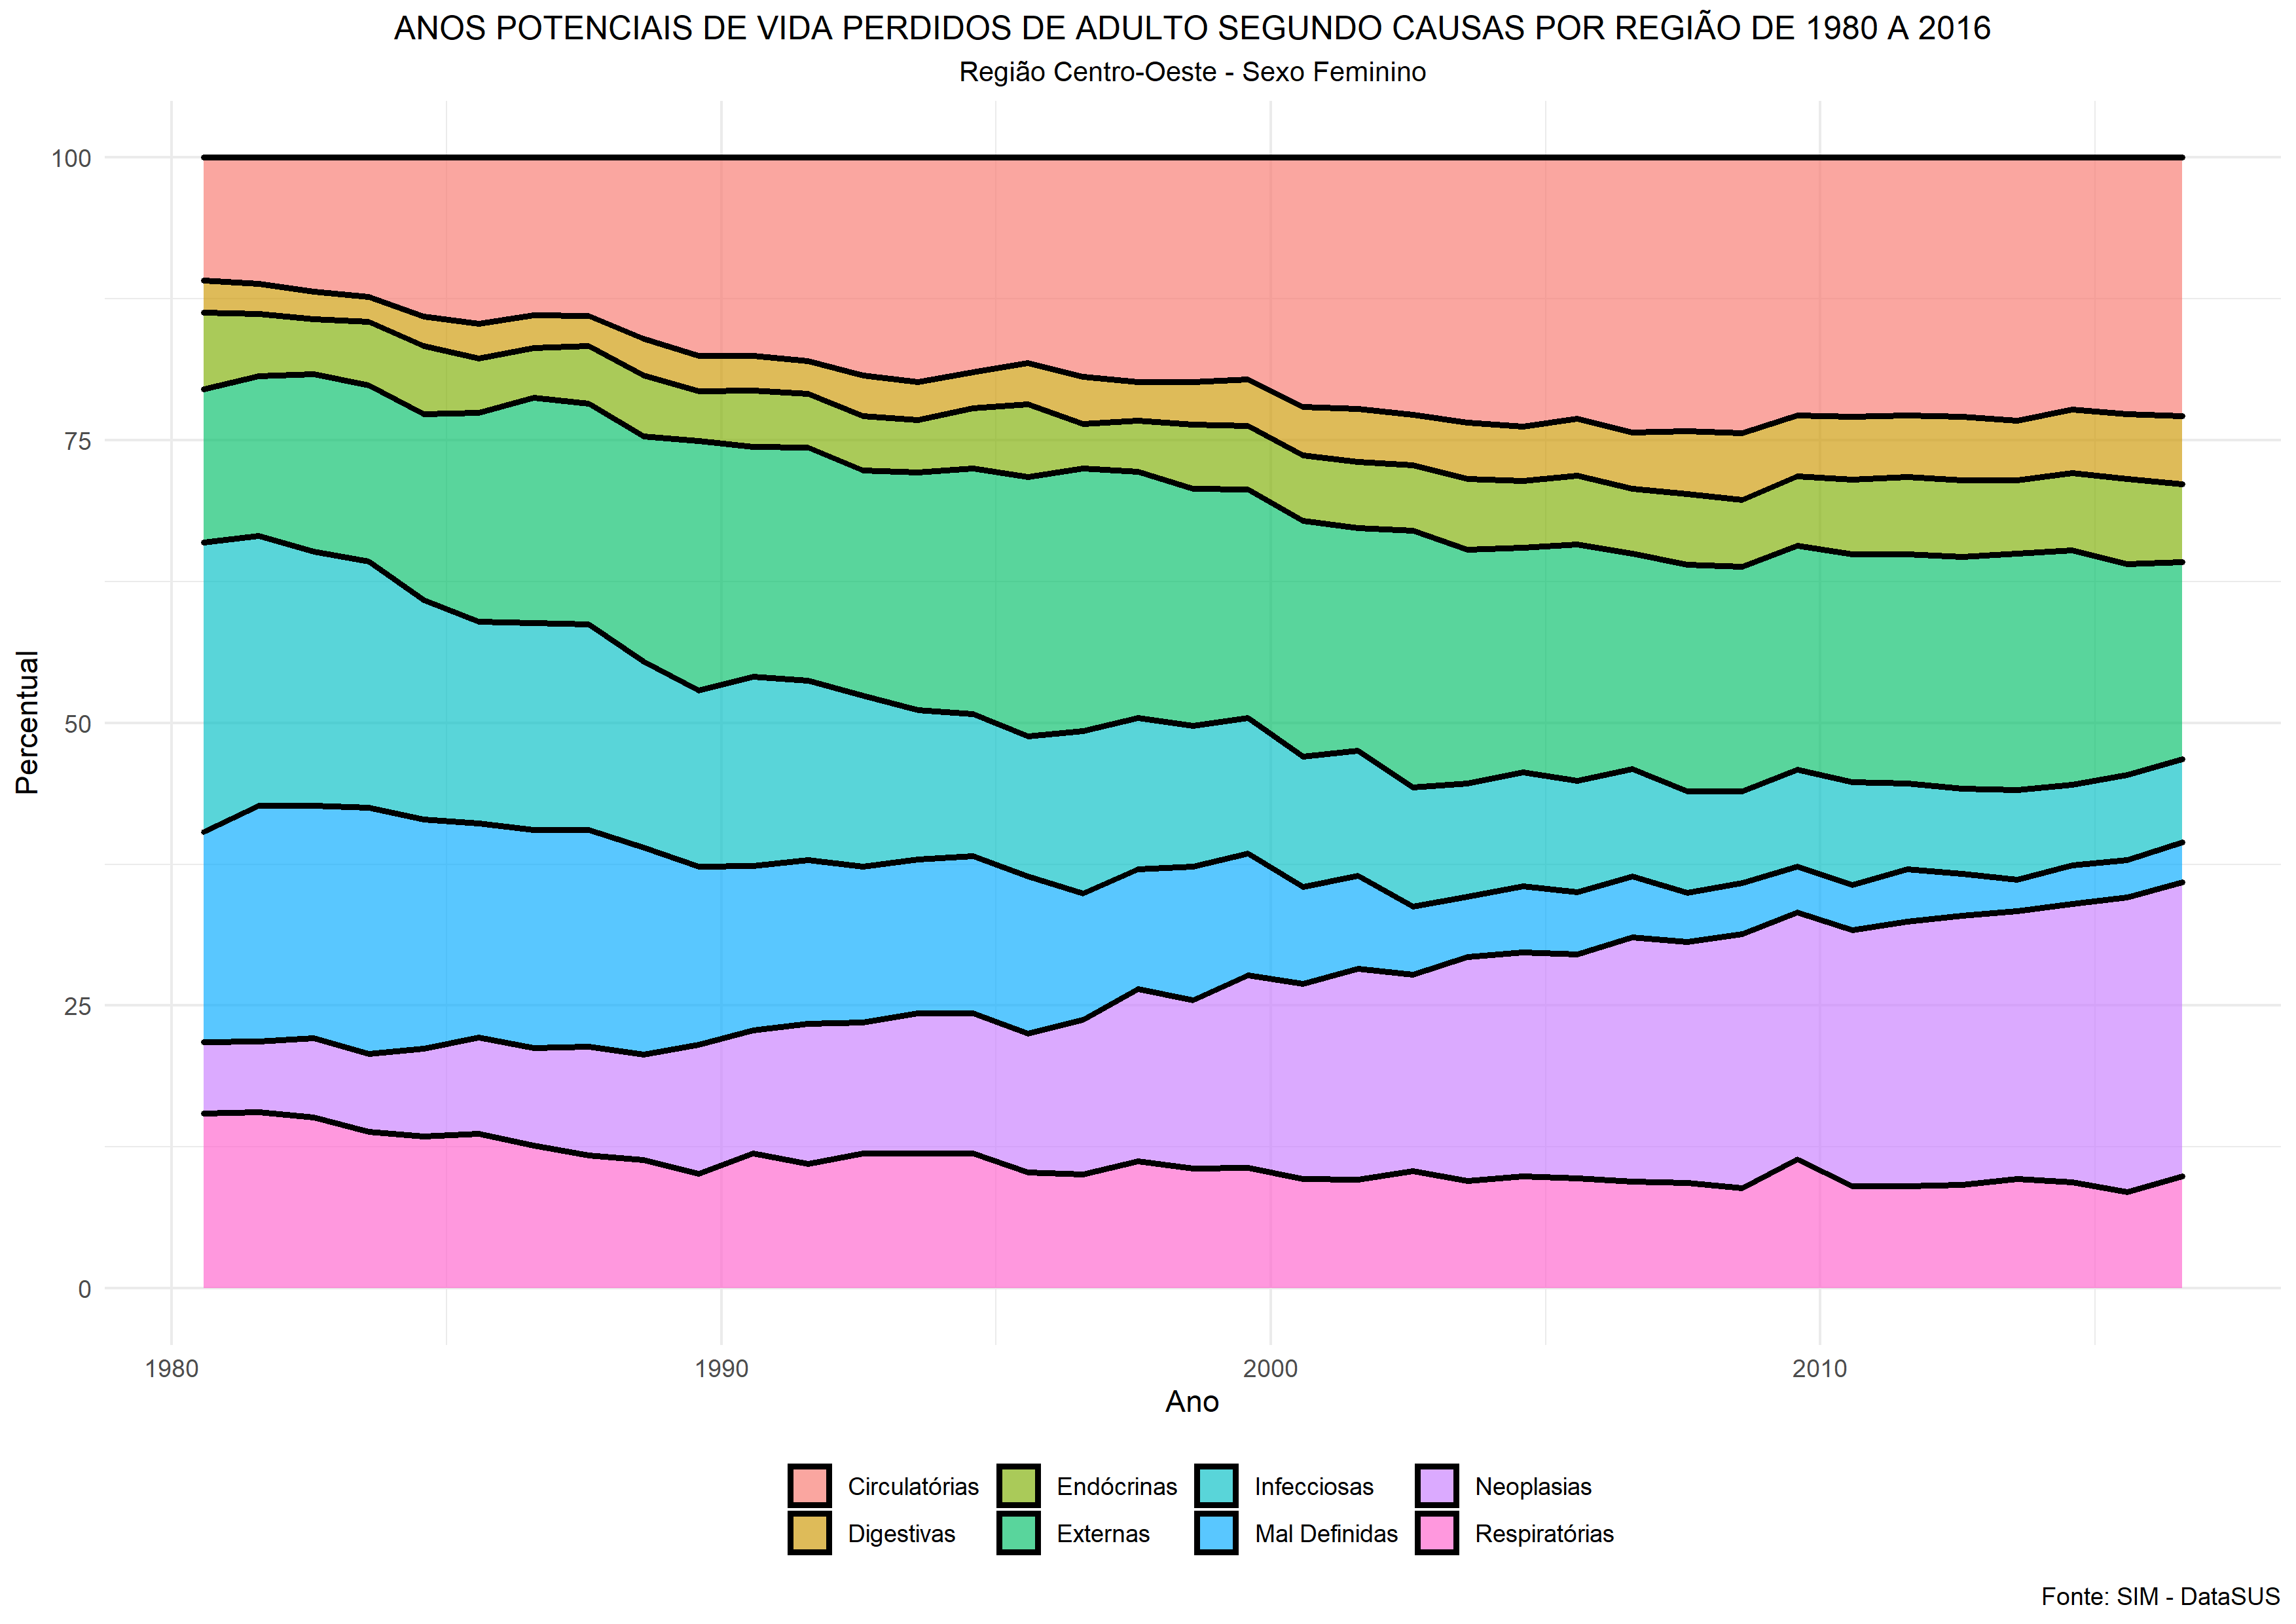 ANOS POTENCIAIS DE VIDA PERDIDOS DE ADULTO SEGUNDO CAUSAS POR REGIÃO DE 1980 A 2016
Região Centro-Oeste - Sexo Feminino
Percentual
100
75
50
25
0
1980 1990 2000 2010
Ano
Circulatórias Endócrinas Infecciosas Neoplasias
Digestivas Externas Mal Definidas Respiratórias
Fonte: SIM - DataSUS